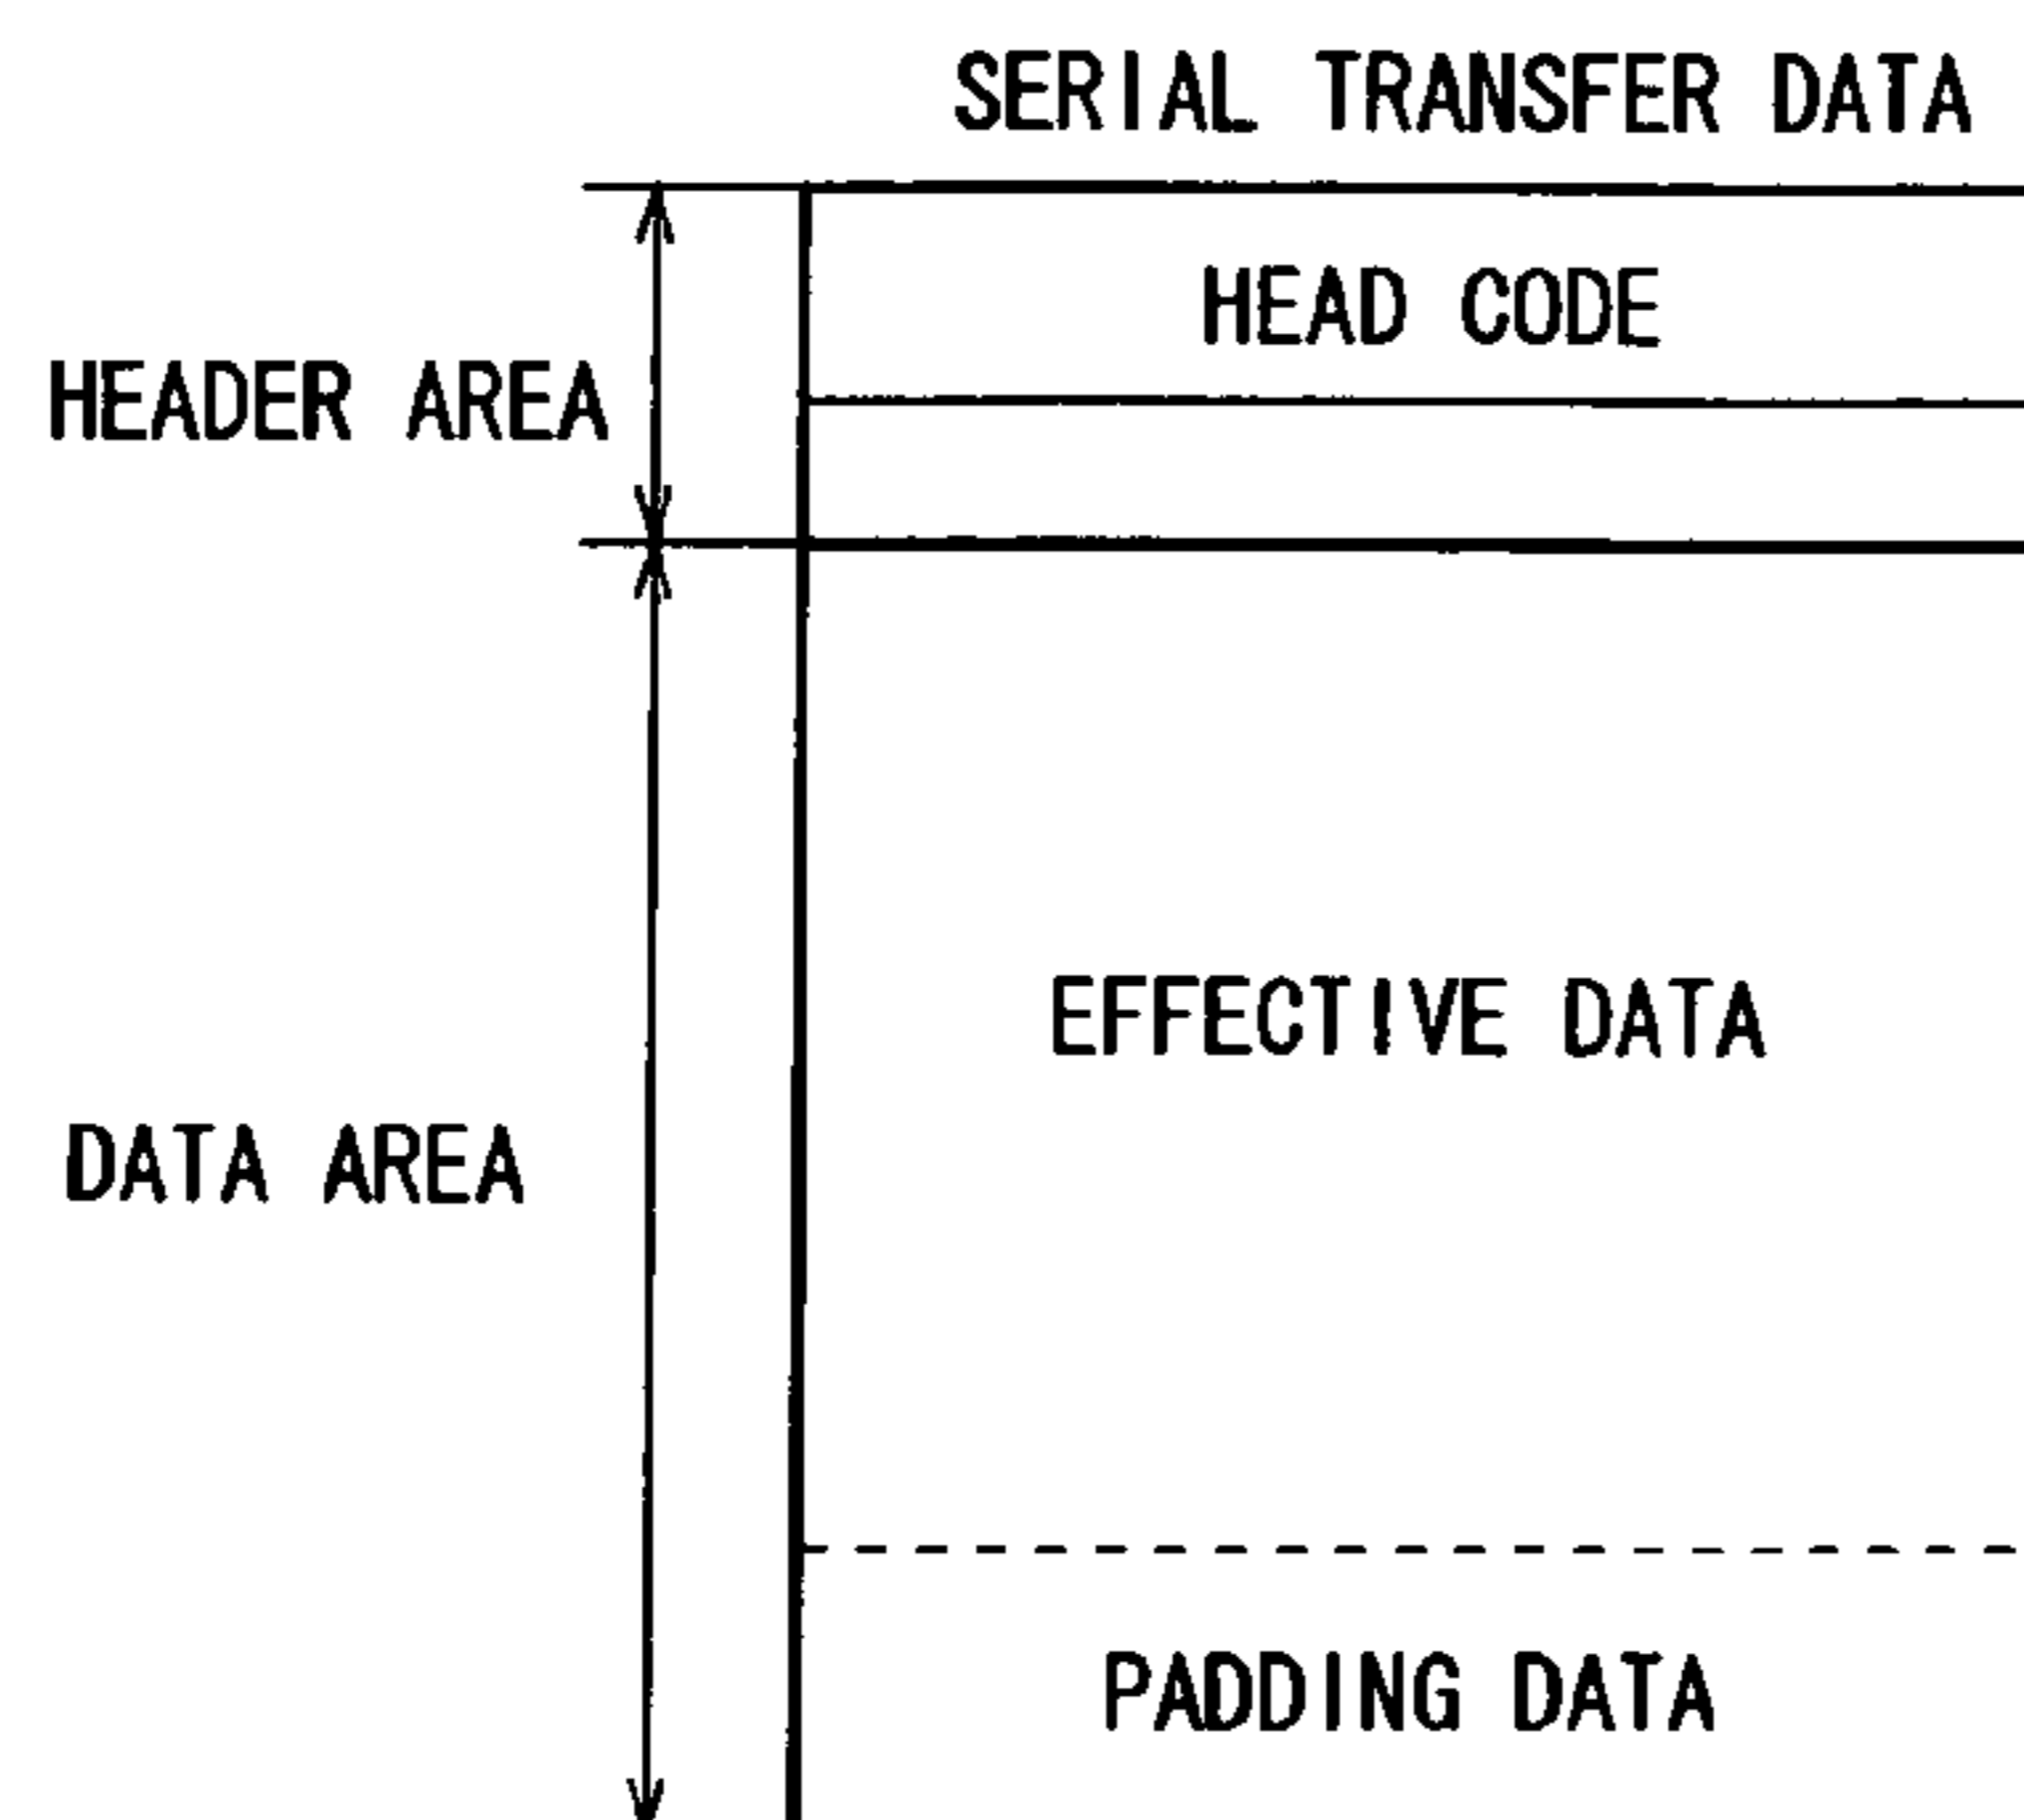 SERIAL TRANSFER DATA
HEAD CODE
HEADER AREA
EFFECTIVE DATA
DATA AREA
PADDING DATA